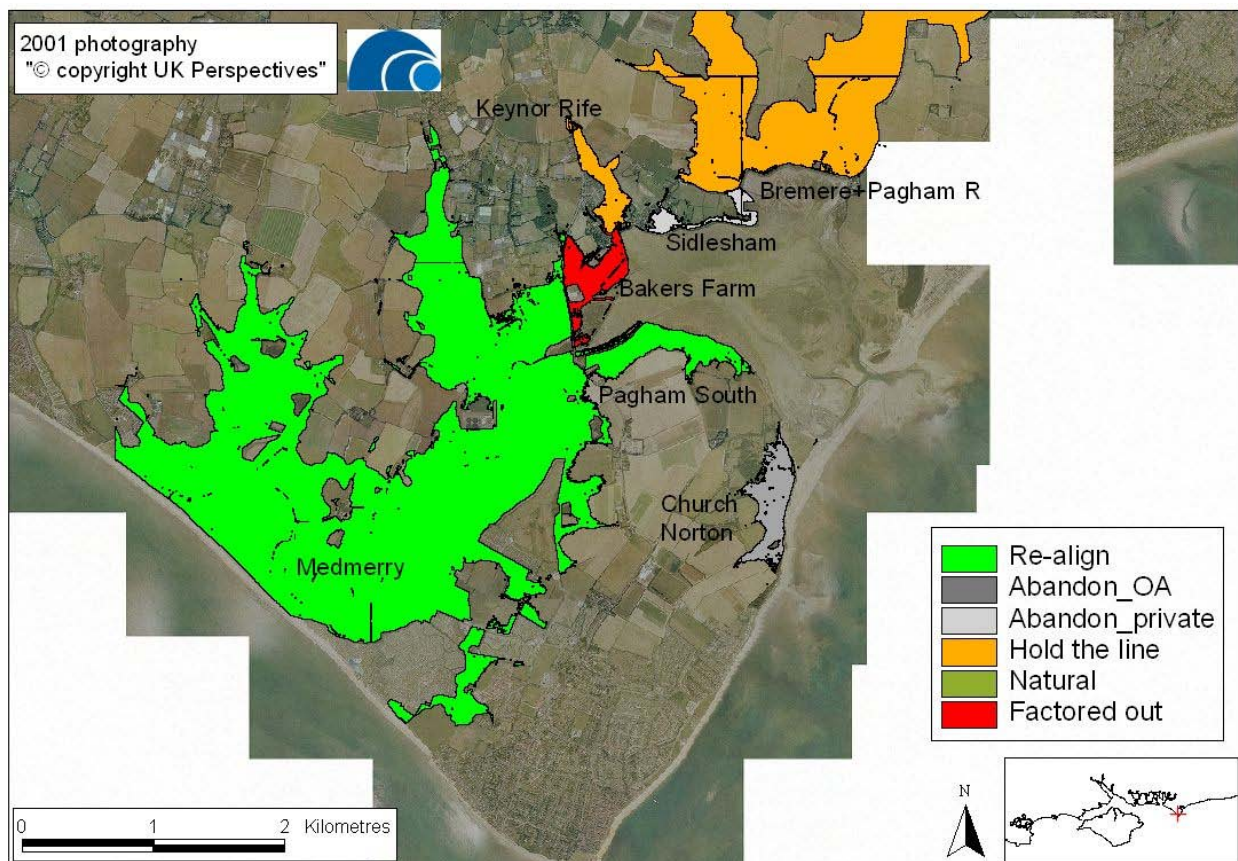 2001 photography
"© copyright UK Perspectives"
Keynor Rife
Bremere+Pagham R
Sidlesham
Bakers Farm
Pagham South
Church
Norton
Medmerry
Re-align
Abandon_OA
Abandon_private
Hold the line
Natural
Factored out
0 1 2 Kilometres
N